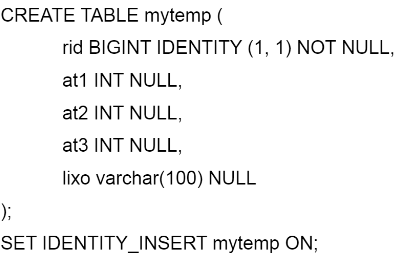 CREATE TABLE mytemp (
rid BIGINT IDENTITY (1, 1) NOT NULL,
at1 INT NULL,
at2 INT NULL,
at3 INT NULL,
lixo varchar(100) NULL
);
SET IDENTITY_INSERT mytemp ON;